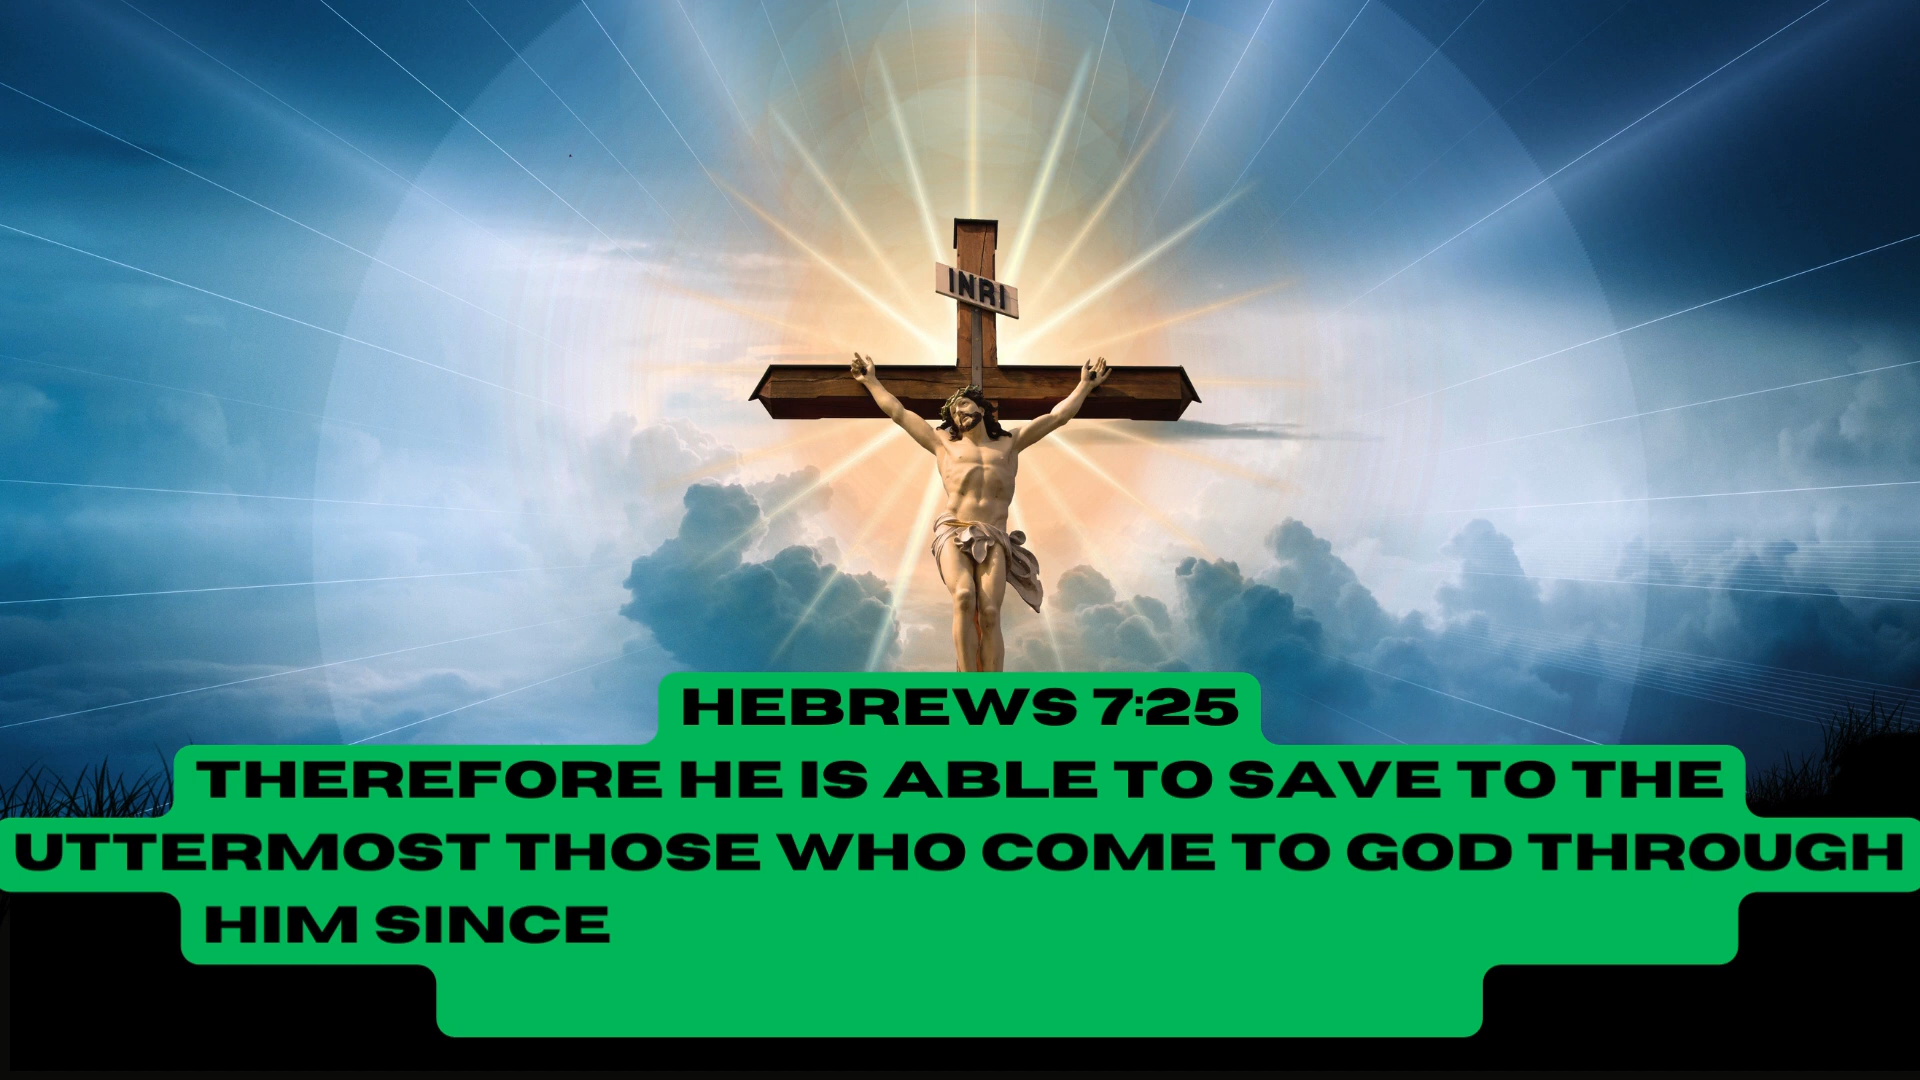 INRI
HEBREWS 7:25
THEREFORE HE IS ABLE TO SAVE TO THE
UTTERMOST THOSE WHO COME TO GOD THROUGH
HIM SINCE